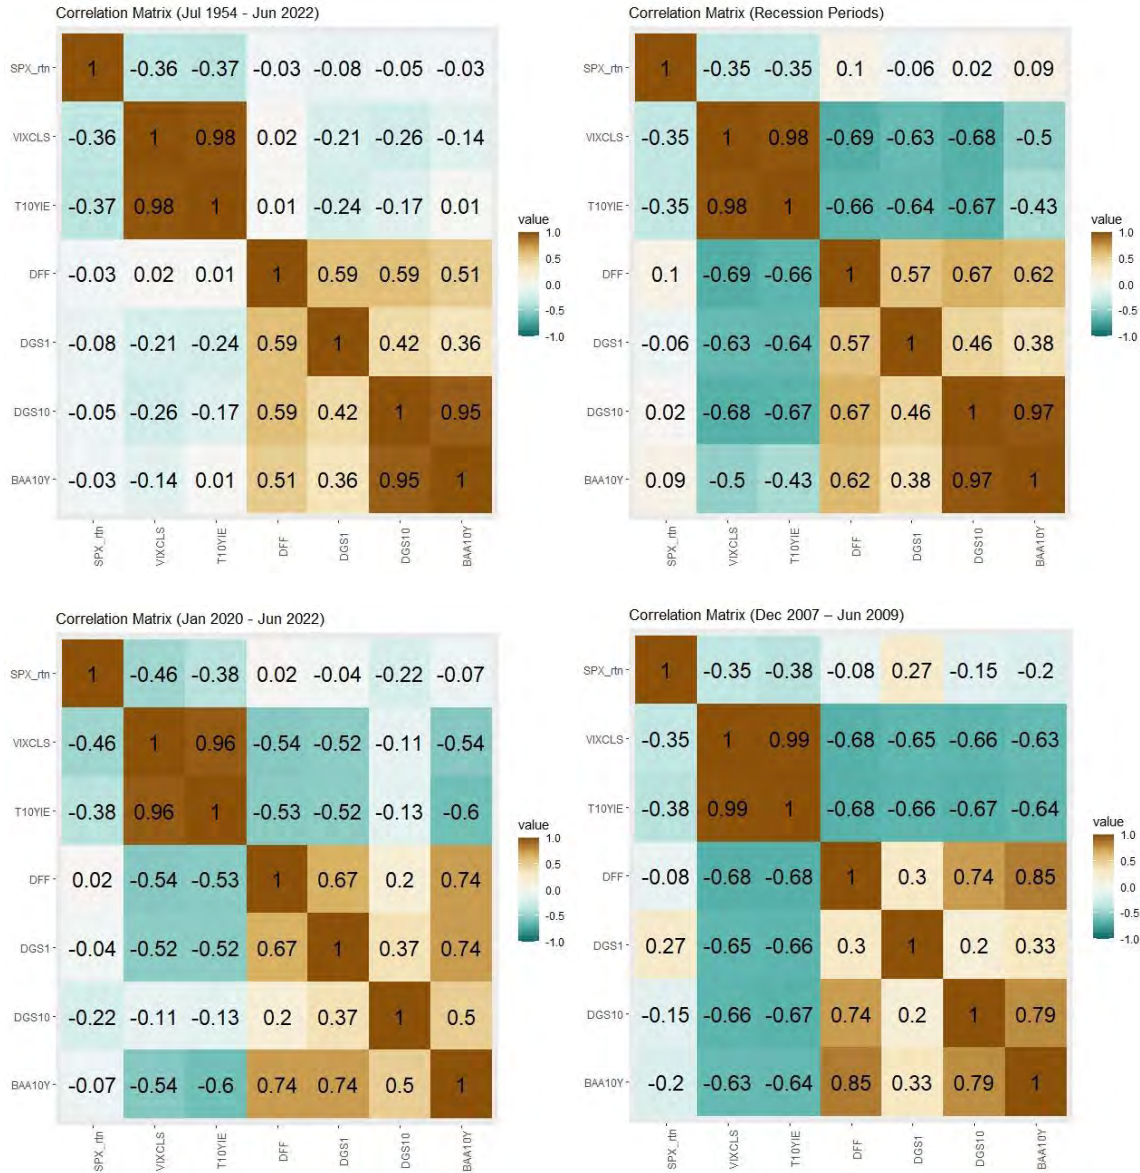 Correlation Matrix (Jul 1954 - Jun 2022)
SPX_rtn 1 -0.36 -0.37 -0.03 -0.08 -0.05 -0.03
VIXCLS -0.36 1 0.98 0.02 -0.21 -0.26 -0.14
T10YIE -0.37 0.98 1 0.01 -0.24 -0.17 0.01
DFF -0.03 0.02 0.01 1 0.59 0.59 0.51
DGS1 -0.08 -0.21 -0.24 0.59 1 0.42 0.36
DGS10 -0.05 -0.26 -0.17 0.59 0.42 1 0.95
BAA10Y -0.03 -0.14 0.01 0.51 0.36 0.95 1
SPX_rtn VIXCLS T10YIE DFF DGS1 DGS10 BAA10Y
value
1.0
0.5
0.0
-0.5
-1.0
Correlation Matrix (Recession Periods)
SPX_rtn 1 -0.35 -0.35 0.1 -0.06 0.02 0.09
VIXCLS -0.35 1 0.98 -0.69 -0.63 -0.68 -0.5
T10YIE -0.35 0.98 1 -0.66 -0.64 -0.67 -0.43
DFF 0.1 -0.69 -0.66 1 0.57 0.67 0.62
DGS1 -0.06 -0.63 -0.64 0.57 1 0.46 0.38
DGS10 0.02 -0.68 -0.67 0.67 0.46 1 0.97
BAA10Y 0.09 -0.5 -0.43 0.62 0.38 0.97 1
SPX_rtn VIXCLS T10YIE DFF DGS1 DGS10 BAA10Y
value
1.0
0.5
0.0
-0.5
-1.0
Correlation Matrix (Jan 2020 - Jun 2022)
SPX_rtn 1 -0.46 -0.38 0.02 -0.04 -0.22 -0.07
VIXCLS -0.46 1 0.96 -0.54 -0.52 -0.11 -0.54
T10YIE -0.38 0.96 1 -0.53 -0.52 -0.13 -0.6
DFF 0.02 -0.54 -0.53 1 0.67 0.2 0.74
DGS1 -0.04 -0.52 -0.52 0.67 1 0.37 0.74
DGS10 -0.22 -0.11 -0.13 0.2 0.37 1 0.5
BAA10Y -0.07 -0.54 -0.6 0.74 0.74 0.5 1
SPX_rtn VIXCLS T10YIE DFF DGS1 DGS10 BAA10Y
value
1.0
0.5
0.0
-0.5
-1.0
Correlation Matrix (Dec 2007 – Jun 2009)
SPX_rtn 1 -0.35 -0.38 -0.08 0.27 -0.15 -0.2
VIXCLS -0.35 1 0.99 -0.68 -0.65 -0.66 -0.63
T10YIE -0.38 0.99 1 -0.68 -0.66 -0.67 -0.64
DFF -0.08 -0.68 -0.68 1 0.3 0.74 0.85
DGS1 0.27 -0.65 -0.66 0.3 1 0.2 0.33
DGS10 -0.15 -0.66 -0.67 0.74 0.2 1 0.79
BAA10Y -0.2 -0.63 -0.64 0.85 0.33 0.79 1
SPX_rtn VIXCLS T10YIE DFF DGS1 DGS10 BAA10Y
value
1.0
0.5
0.0
-0.5
-1.0